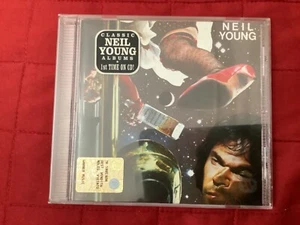 NEIL
YOUNG
CLASSIC
NEIL
YOUNG
ALBUMS
1st TIME ON CD!